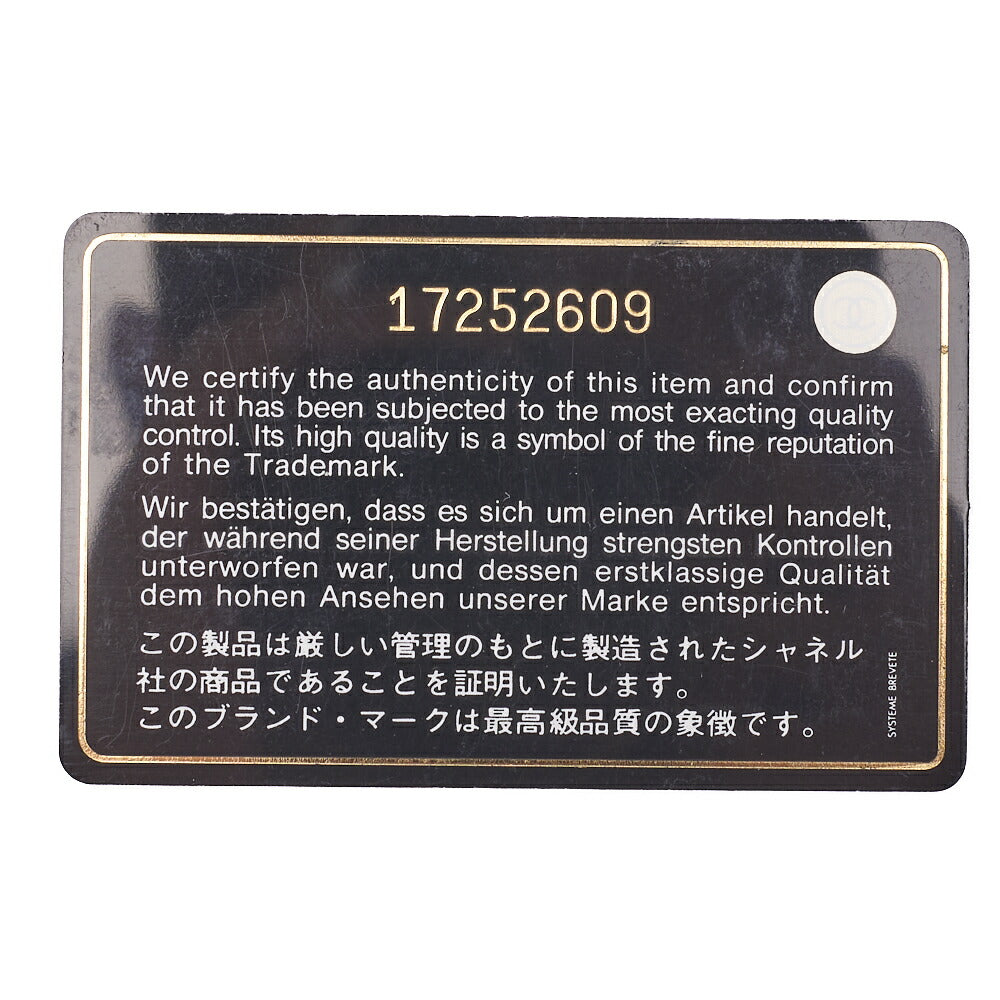 17252609
We certify the authenticity of this item and confirm
that it has been subjected to the most exacting quality
control. Its high quality is a symbol of the fine reputation
of the Trademark.
Wir bestätigen, dass es sich um einen Artikel handelt,
der während seiner Herstellung strengsten Kontrollen
unterworfen war, und dessen erstklassige Qualität
dem hohen Ansehen unserer Marke entspricht.
この製品は厳しい管理のもとに製造されたシャネル
社の商品であることを証明いたします。
このブランド・マークは最高級品質の象徴です。
SYSTEME BREVETE